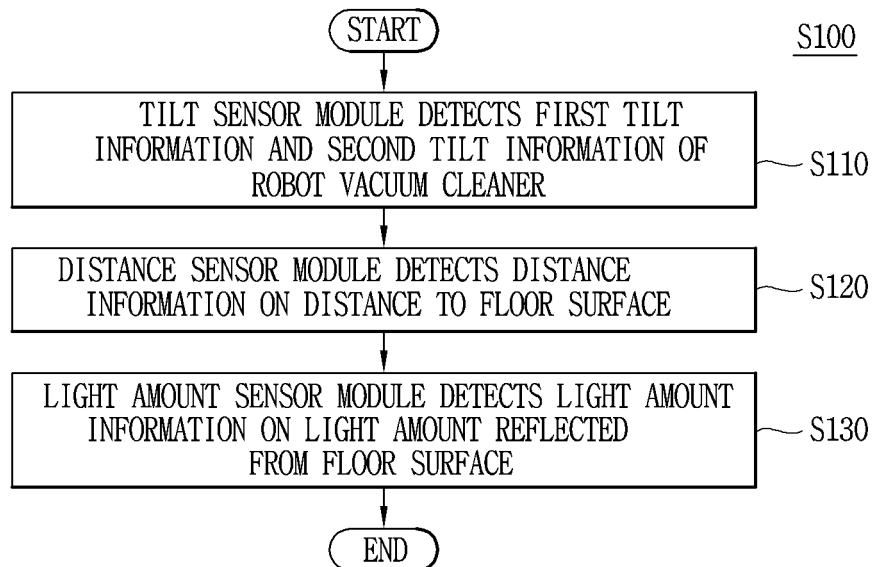 START
S100
TILT SENSOR MODULE DETECTS FIRST TILT
INFORMATION AND SECOND TILT INFORMATION OF
ROBOT VACUUM CLEANER
S110
DISTANCE SENSOR MODULE DETECTS DISTANCE
INFORMATION ON DISTANCE TO FLOOR SURFACE
S120
LIGHT AMOUNT SENSOR MODULE DETECTS LIGHT AMOUNT
INFORMATION ON LIGHT AMOUNT REFLECTED
FROM FLOOR SURFACE
S130
END